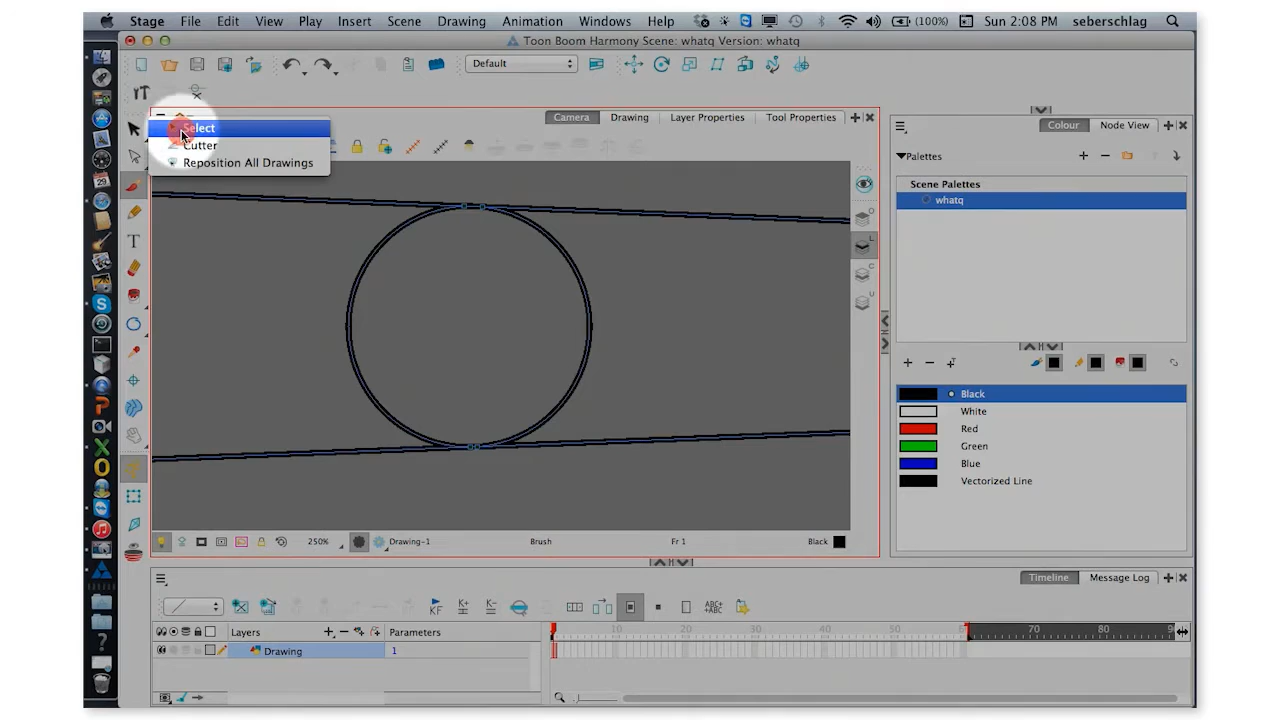 Stage File Edit View Play Insert Scene Drawing Animation Windows Help (100%) Sun 2:08 PM seberschlag
Toon Boom Harmony Scene: whatq Version: whatq
Default
Select
Cutter
Reposition All Drawings
Camera Drawing Layer Properties Tool Properties
Colour Node View
Palettes
Scene Palettes
whatq
Black
White
Red
Green
Blue
Vectorized Line
250% Drawing-1 Brush Fr 1 Black
Timeline Message Log
KF K+ K- ABC+ +ABC
Layers Parameters
10 20 30 40 50 70 80
Drawing 1